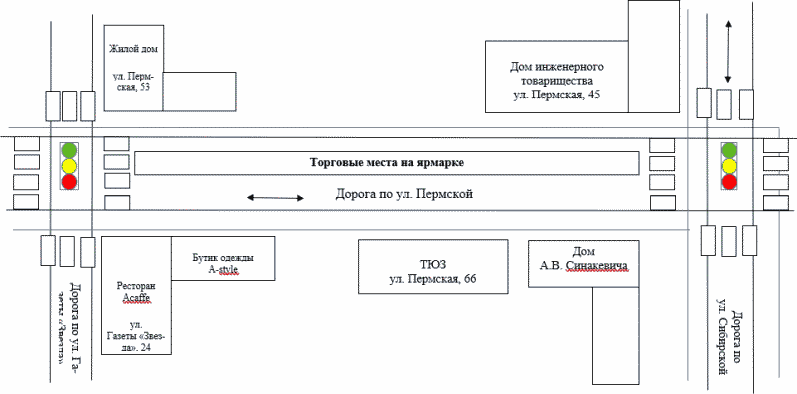 Жилой дом
ул. Перм-
ская, 53
Дом инженерного
товарищества
ул. Пермская, 45
Торговые места на ярмарке
Дорога по ул. Пермской
Бутик одежды
A-style
Ресторан
Acaffe
ул.
Газеты «Звез-
да», 24
ТЮЗ
ул. Пермская, 66
Дом
А.В. Синакевича
Дорога по ул. Га-
зеты «Звезда»
Дорога по
ул. Сибирской